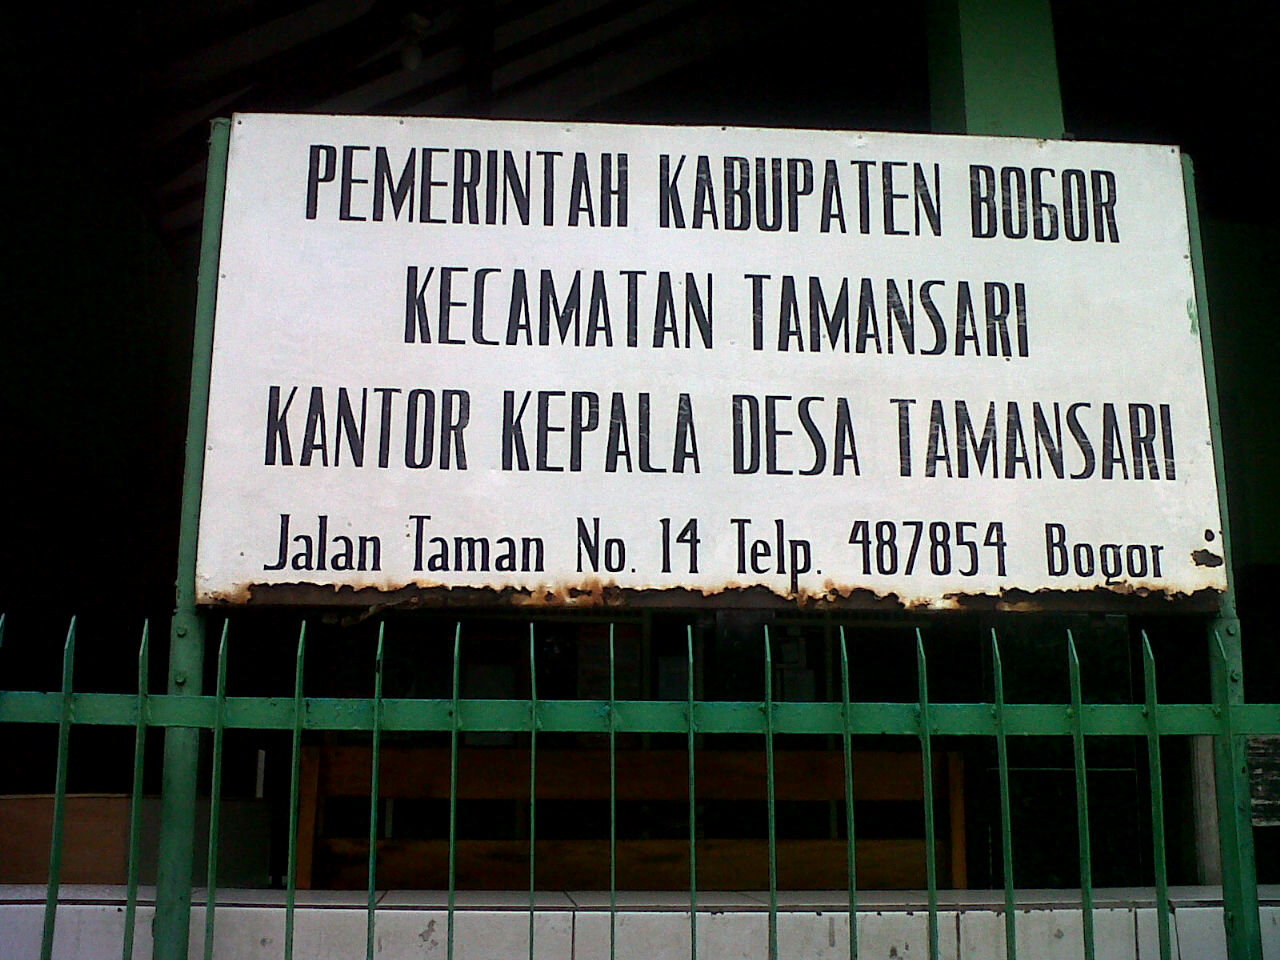 PEMERINTAH KABUPATEN BOGOR
KECAMATAN TAMANSARI
KANTOR KEPALA DESA TAMANSARI
Jalan Taman No. 14 Telp. 487854 Bogor